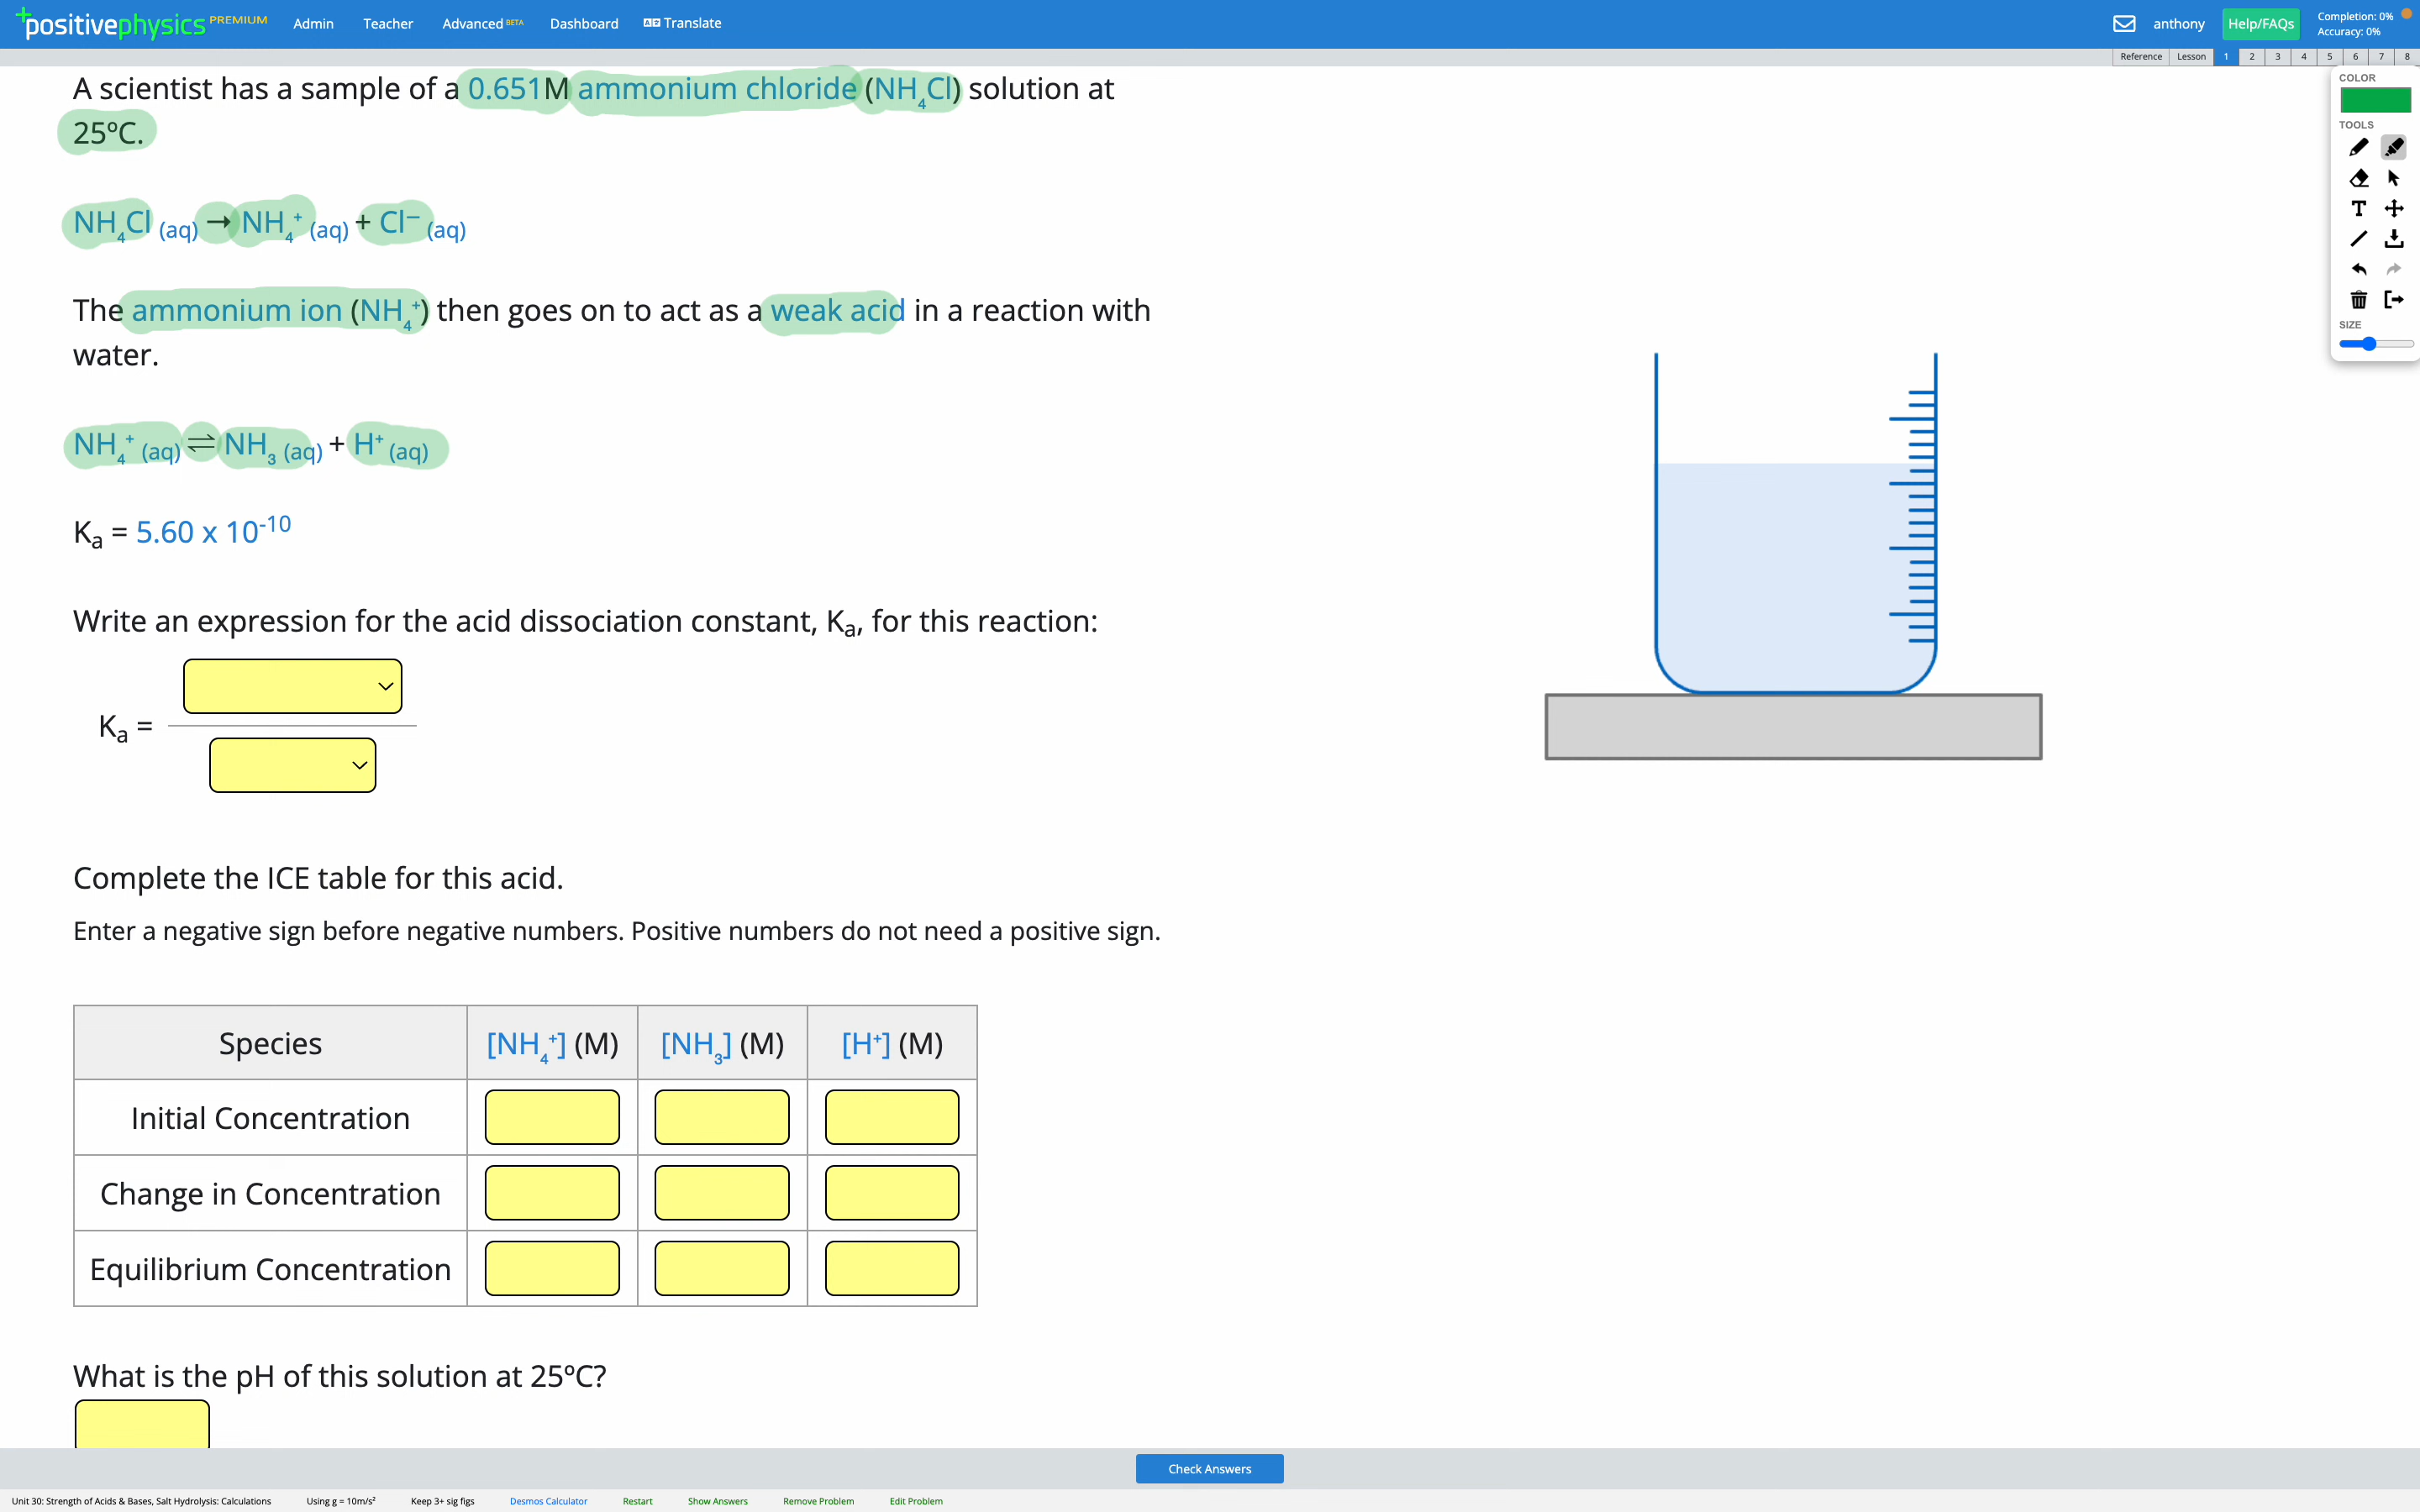 positivephysics PREMIUM Admin Teacher Advanced BETA Dashboard Translate anthony Help/FAQs Completion: 0%
Accuracy: 0%
Reference Lesson 1 2 3 4 5 6 7 8
COLOR
TOOLS
SIZE
A scientist has a sample of a 0.651M ammonium chloride (NH₄Cl) solution at
25ºC.
NH₄Cl (aq) → NH₄⁺ (aq) + Cl⁻ (aq)
The ammonium ion (NH₄⁺) then goes on to act as a weak acid in a reaction with
water.
NH₄⁺ (aq) ⇌ NH₃ (aq) + H⁺ (aq)
Kₐ = 5.60 x 10⁻¹⁰
Write an expression for the acid dissociation constant, Kₐ, for this reaction:
Kₐ =
Complete the ICE table for this acid.
Enter a negative sign before negative numbers. Positive numbers do not need a positive sign.
Species [NH₄⁺] (M) [NH₃] (M) [H⁺] (M)
Initial Concentration
Change in Concentration
Equilibrium Concentration
What is the pH of this solution at 25ºC?
Check Answers
Unit 30: Strength of Acids & Bases, Salt Hydrolysis: Calculations Using g = 10m/s² Keep 3+ sig figs Desmos Calculator Restart Show Answers Remove Problem Edit Problem